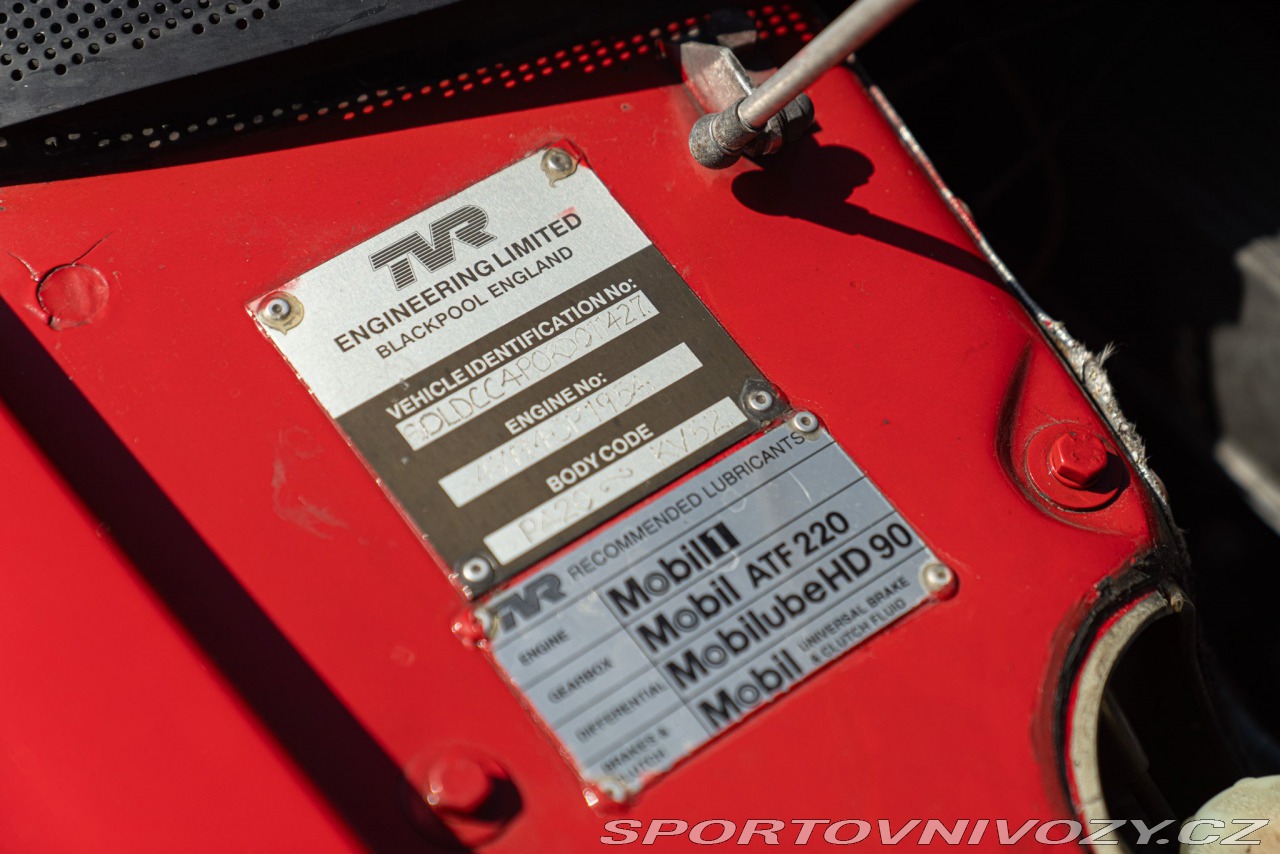 TVR
ENGINEERING LIMITED
BLACKPOOL ENGLAND
VEHICLE IDENTIFICATION No:
ENGINE No:
BODY CODE
TVR RECOMMENDED LUBRICANTS
ENGINE Mobil 1
GEARBOX Mobil ATF 220
DIFFERENTIAL Mobilube HD 90
BRAKES & CLUTCH Mobil UNIVERSAL BRAKE & CLUTCH FLUID
SPORTOVNIVOZY.CZ